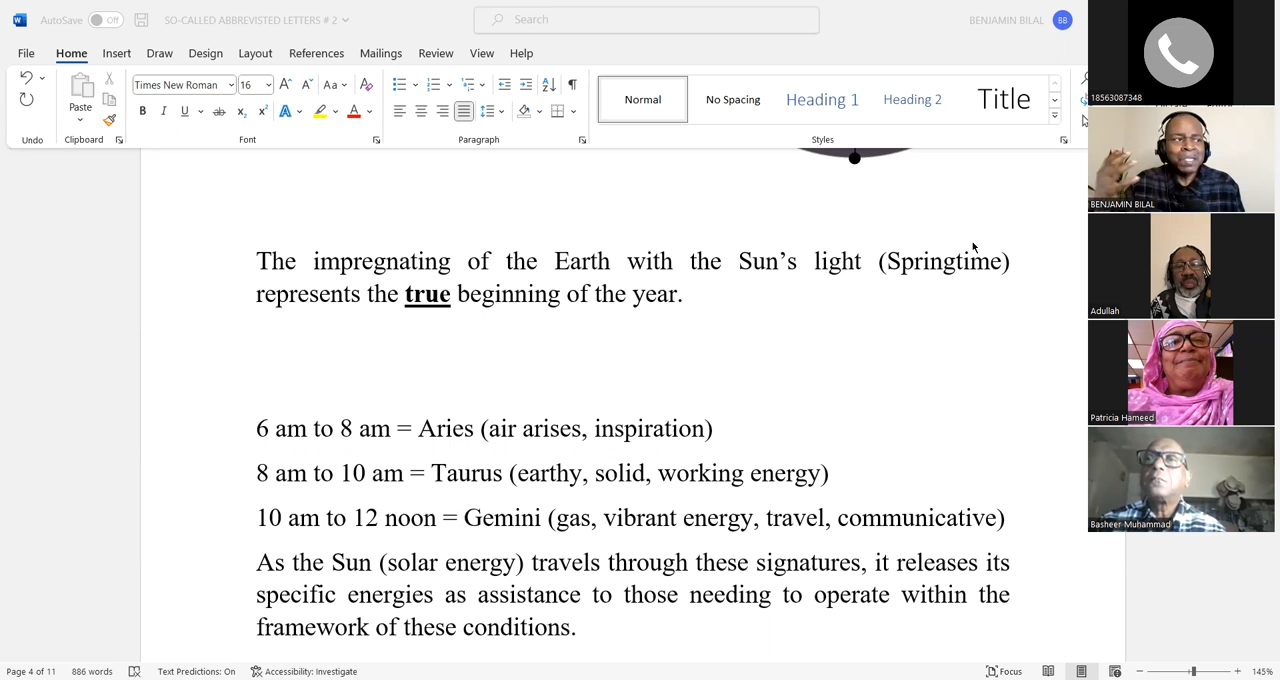 AutoSave Off SO-CALLED ABBREVISTED LETTERS # 2 Search BENJAMIN BILAL BB
File Home Insert Draw Design Layout References Mailings Review View Help
Times New Roman 16 Aa
Paste
B I U ab x₂ x² A A
Normal No Spacing Heading 1 Heading 2 Title
Undo Clipboard Font Paragraph Styles
18563087348
BENJAMIN BILAL
Adullah
Patricia Hameed
Basheer Muhammad
The impregnating of the Earth with the Sun’s light (Springtime)
represents the true beginning of the year.
6 am to 8 am = Aries (air arises, inspiration)
8 am to 10 am = Taurus (earthy, solid, working energy)
10 am to 12 noon = Gemini (gas, vibrant energy, travel, communicative)
As the Sun (solar energy) travels through these signatures, it releases its
specific energies as assistance to those needing to operate within the
framework of these conditions.
Page 4 of 11 886 words Text Predictions: On Accessibility: Investigate Focus 145%